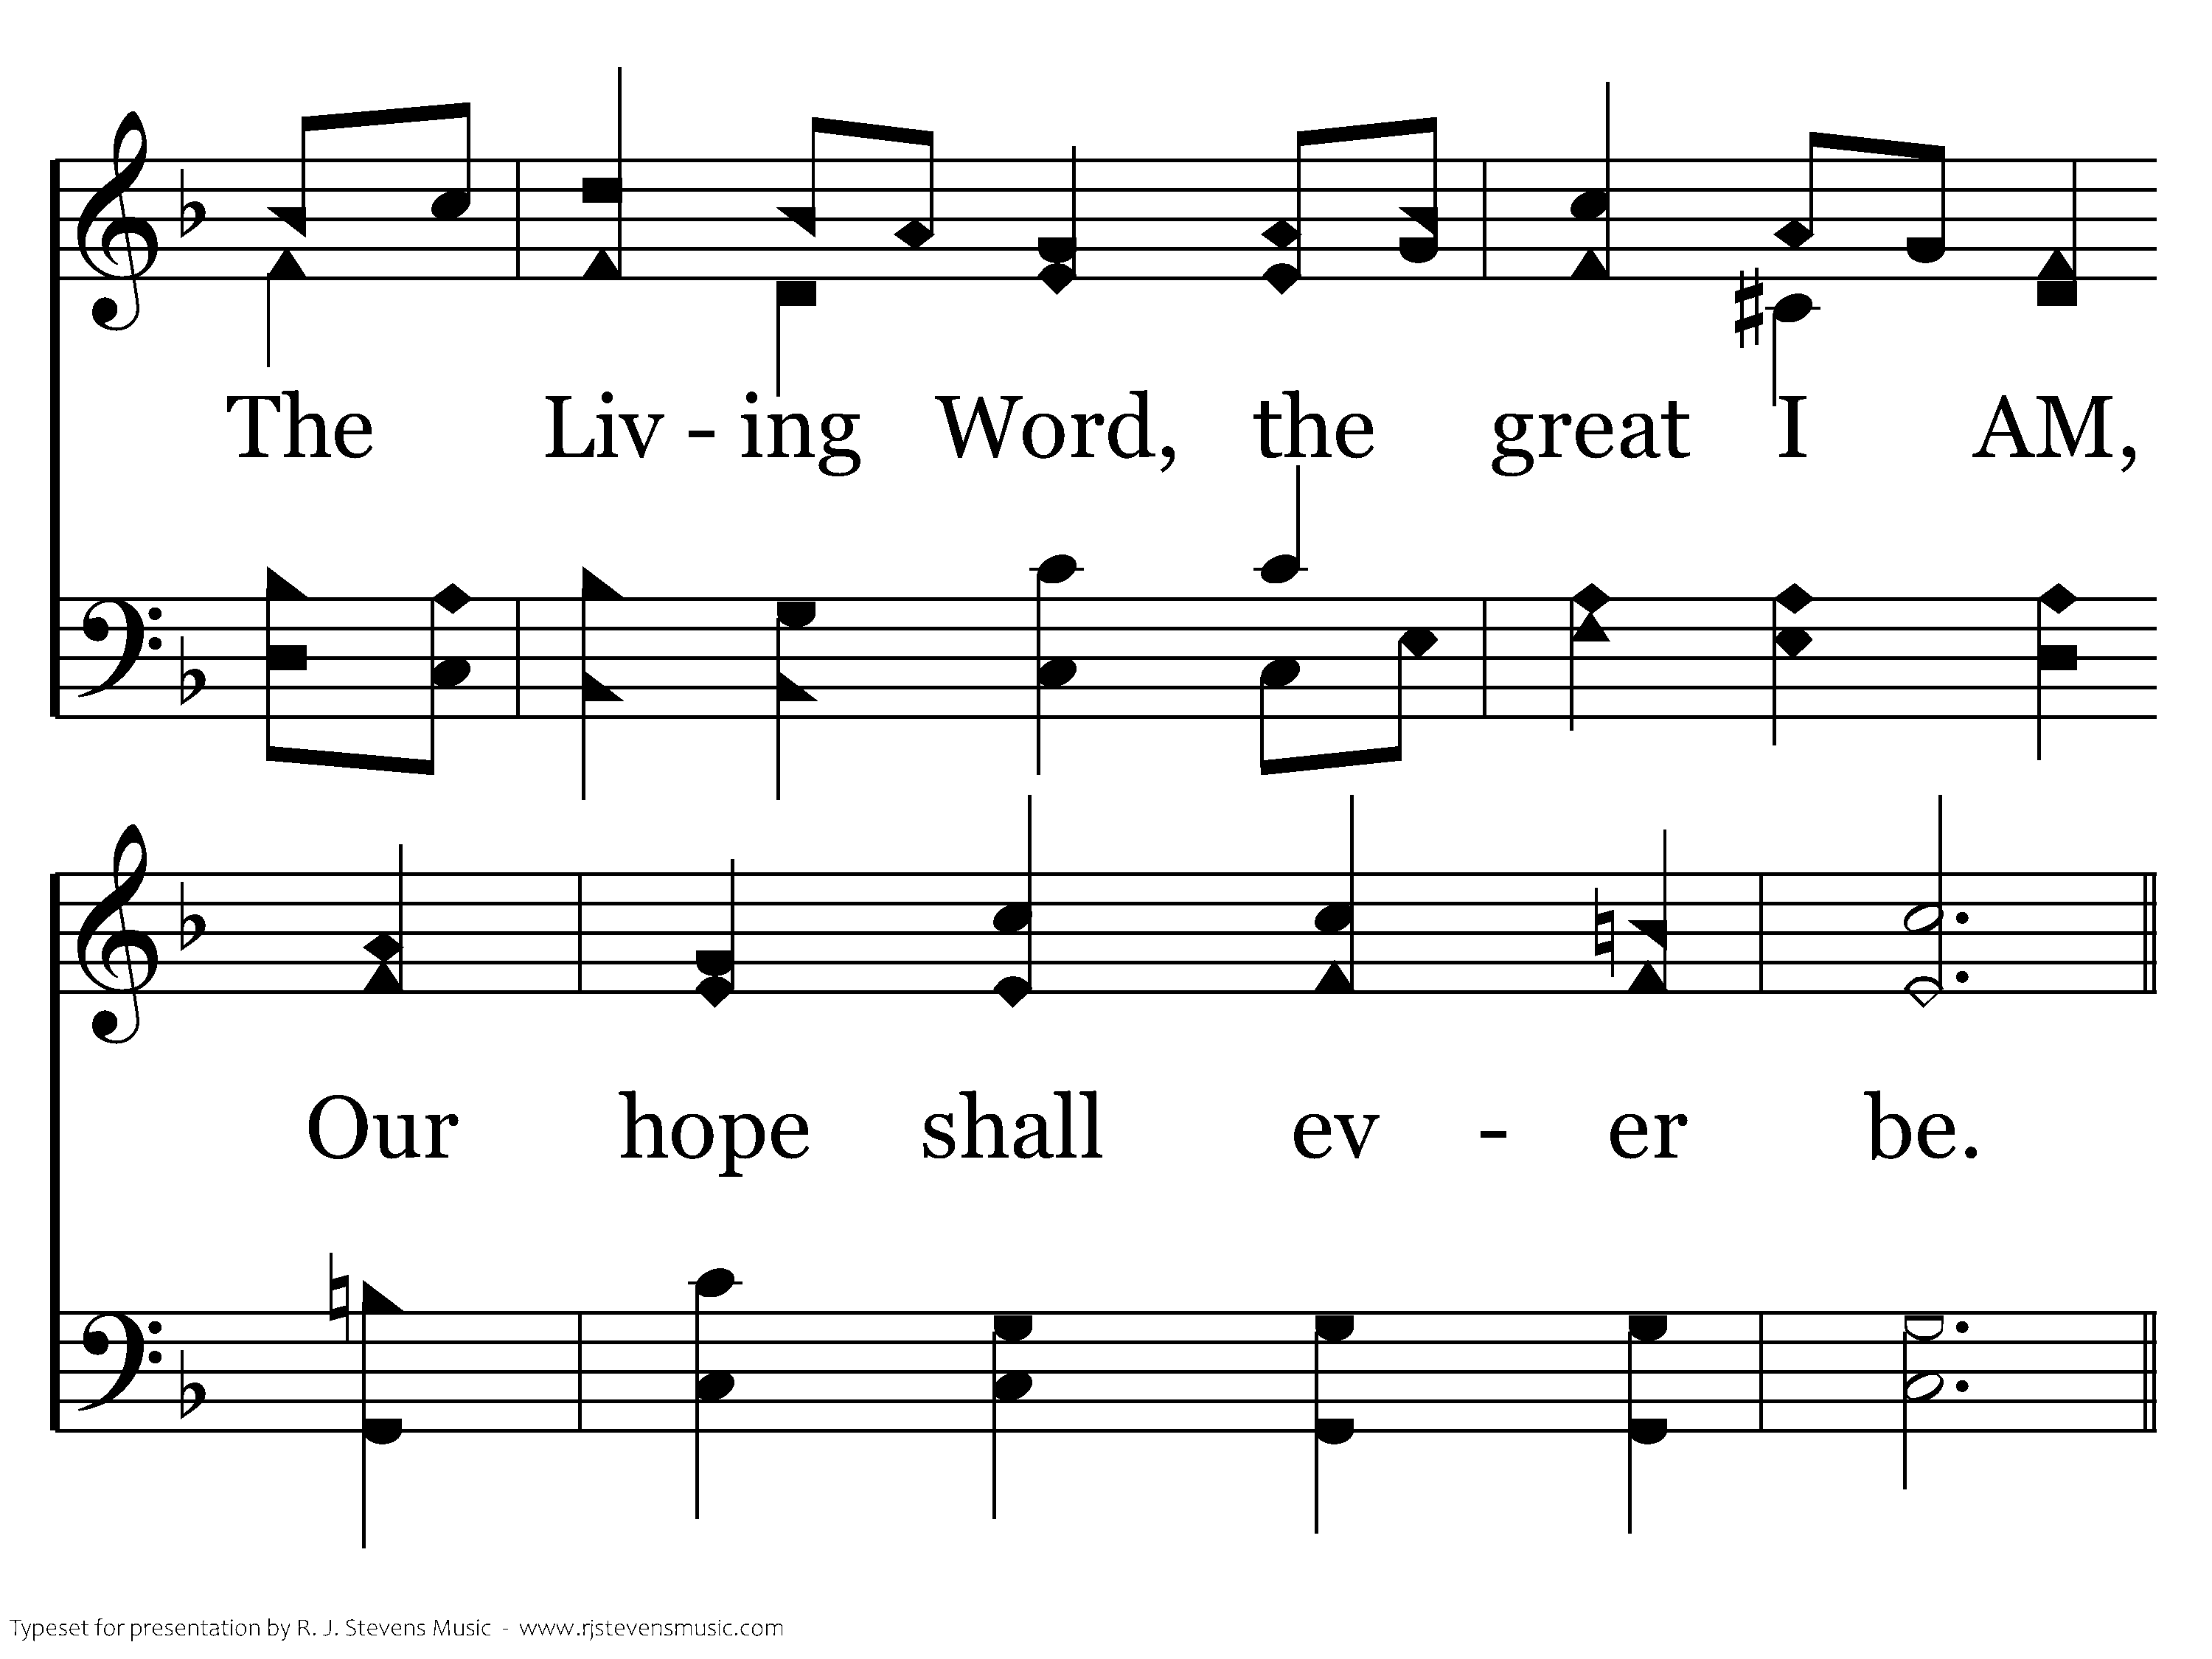 The Liv - ing Word, the great I AM,
Our hope shall ev - er be.
Typeset for presentation by R. J. Stevens Music - www.rjstevensmusic.com